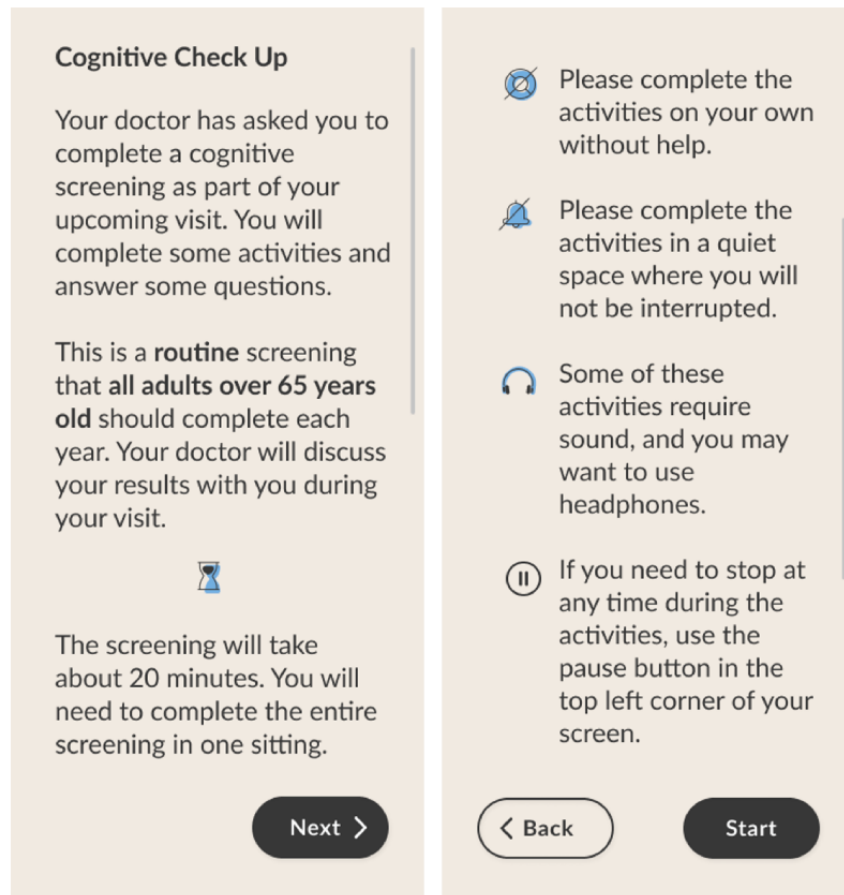 Cognitive Check Up
Your doctor has asked you to
complete a cognitive
screening as part of your
upcoming visit. You will
complete some activities and
answer some questions.
This is a routine screening
that all adults over 65 years
old should complete each
year. Your doctor will discuss
your results with you during
your visit.
The screening will take
about 20 minutes. You will
need to complete the entire
screening in one sitting.
Next
Please complete the
activities on your own
without help.
Please complete the
activities in a quiet
space where you will
not be interrupted.
Some of these
activities require
sound, and you may
want to use
headphones.
If you need to stop at
any time during the
activities, use the
pause button in the
top left corner of your
screen.
Back
Start